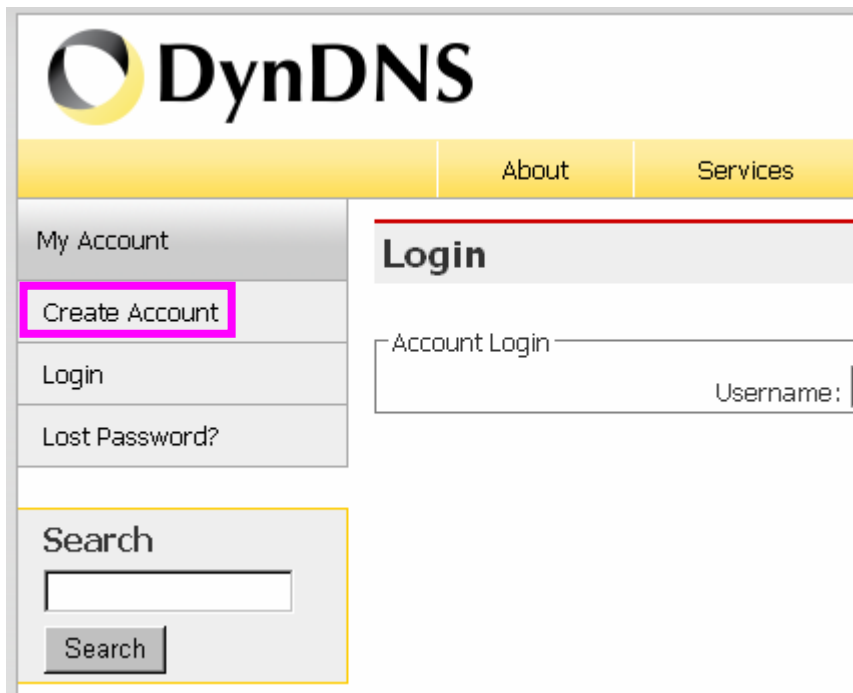 DynDNS
About Services
My Account
Create Account
Login
Lost Password?
Search
Search
Login
Account Login
Username: